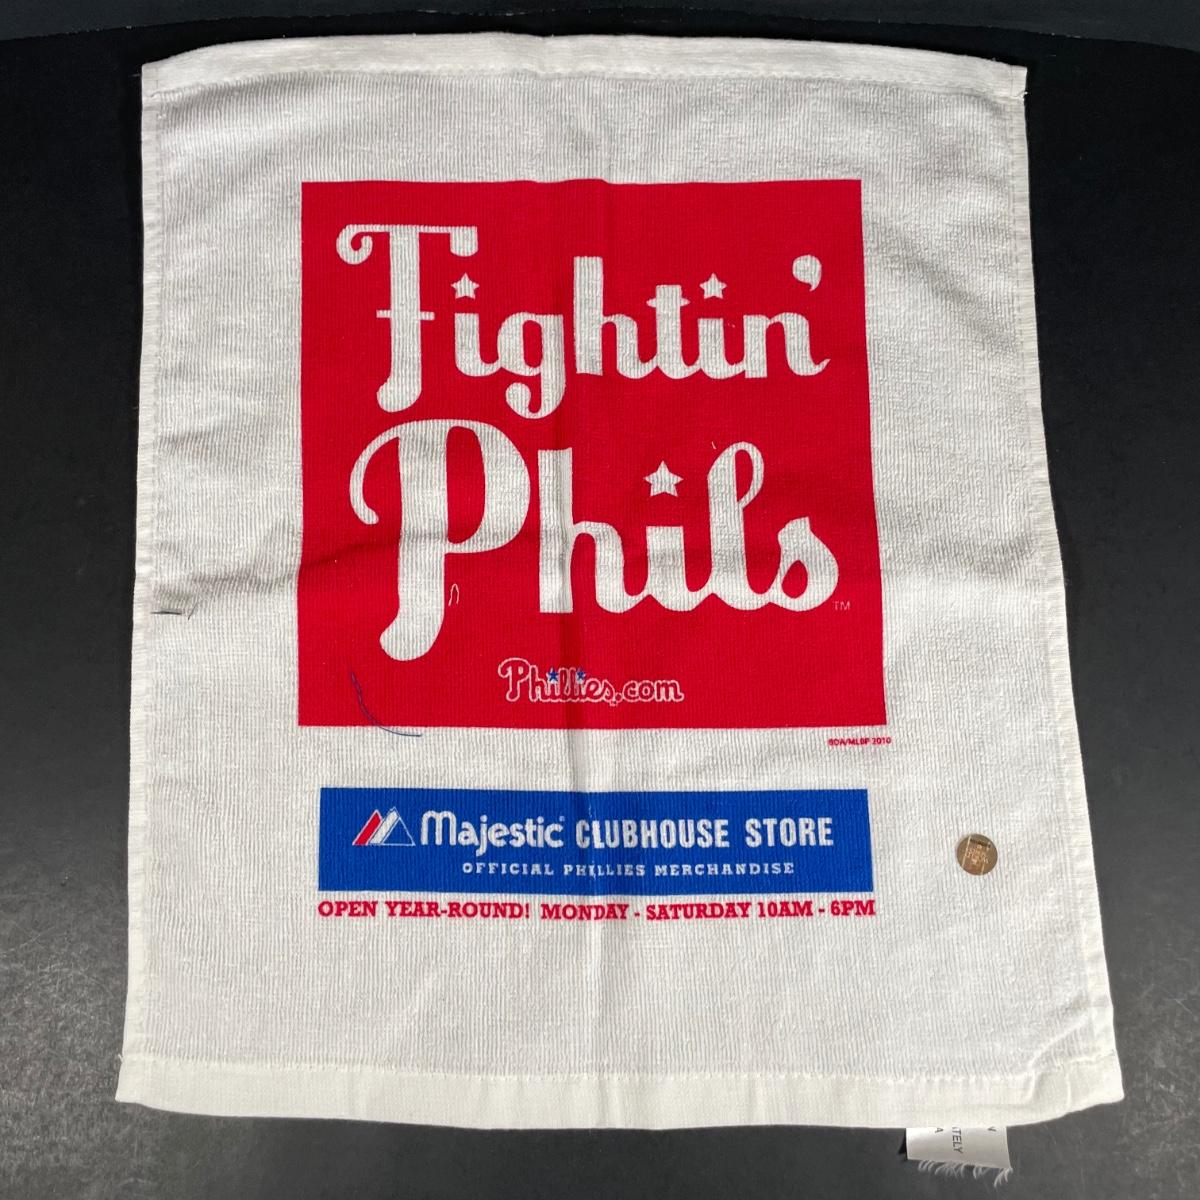 Fightin'
Phils
TM
Phillies.com
BDA/MLBP 2010
Majestic® CLUBHOUSE STORE
OFFICIAL PHILLIES MERCHANDISE
OPEN YEAR-ROUND! MONDAY - SATURDAY 10AM - 6PM